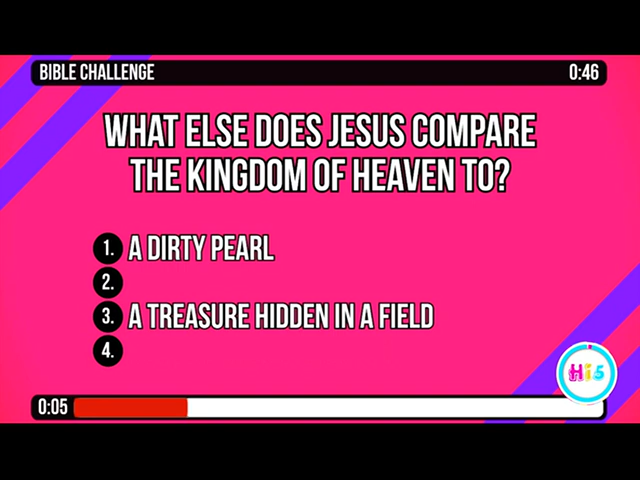 BIBLE CHALLENGE 0:46
WHAT ELSE DOES JESUS COMPARE
THE KINGDOM OF HEAVEN TO?
1. A DIRTY PEARL
2.
3. A TREASURE HIDDEN IN A FIELD
4.
Hi5
0:05